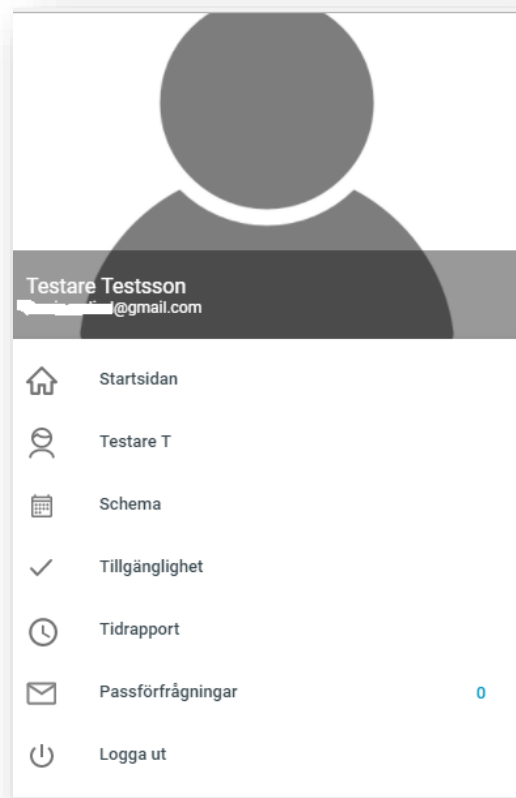 Testare Testsson
@gmail.com
Startsidan
Testare T
Schema
Tillgänglighet
Tidrapport
Passförfrågningar 0
Logga ut